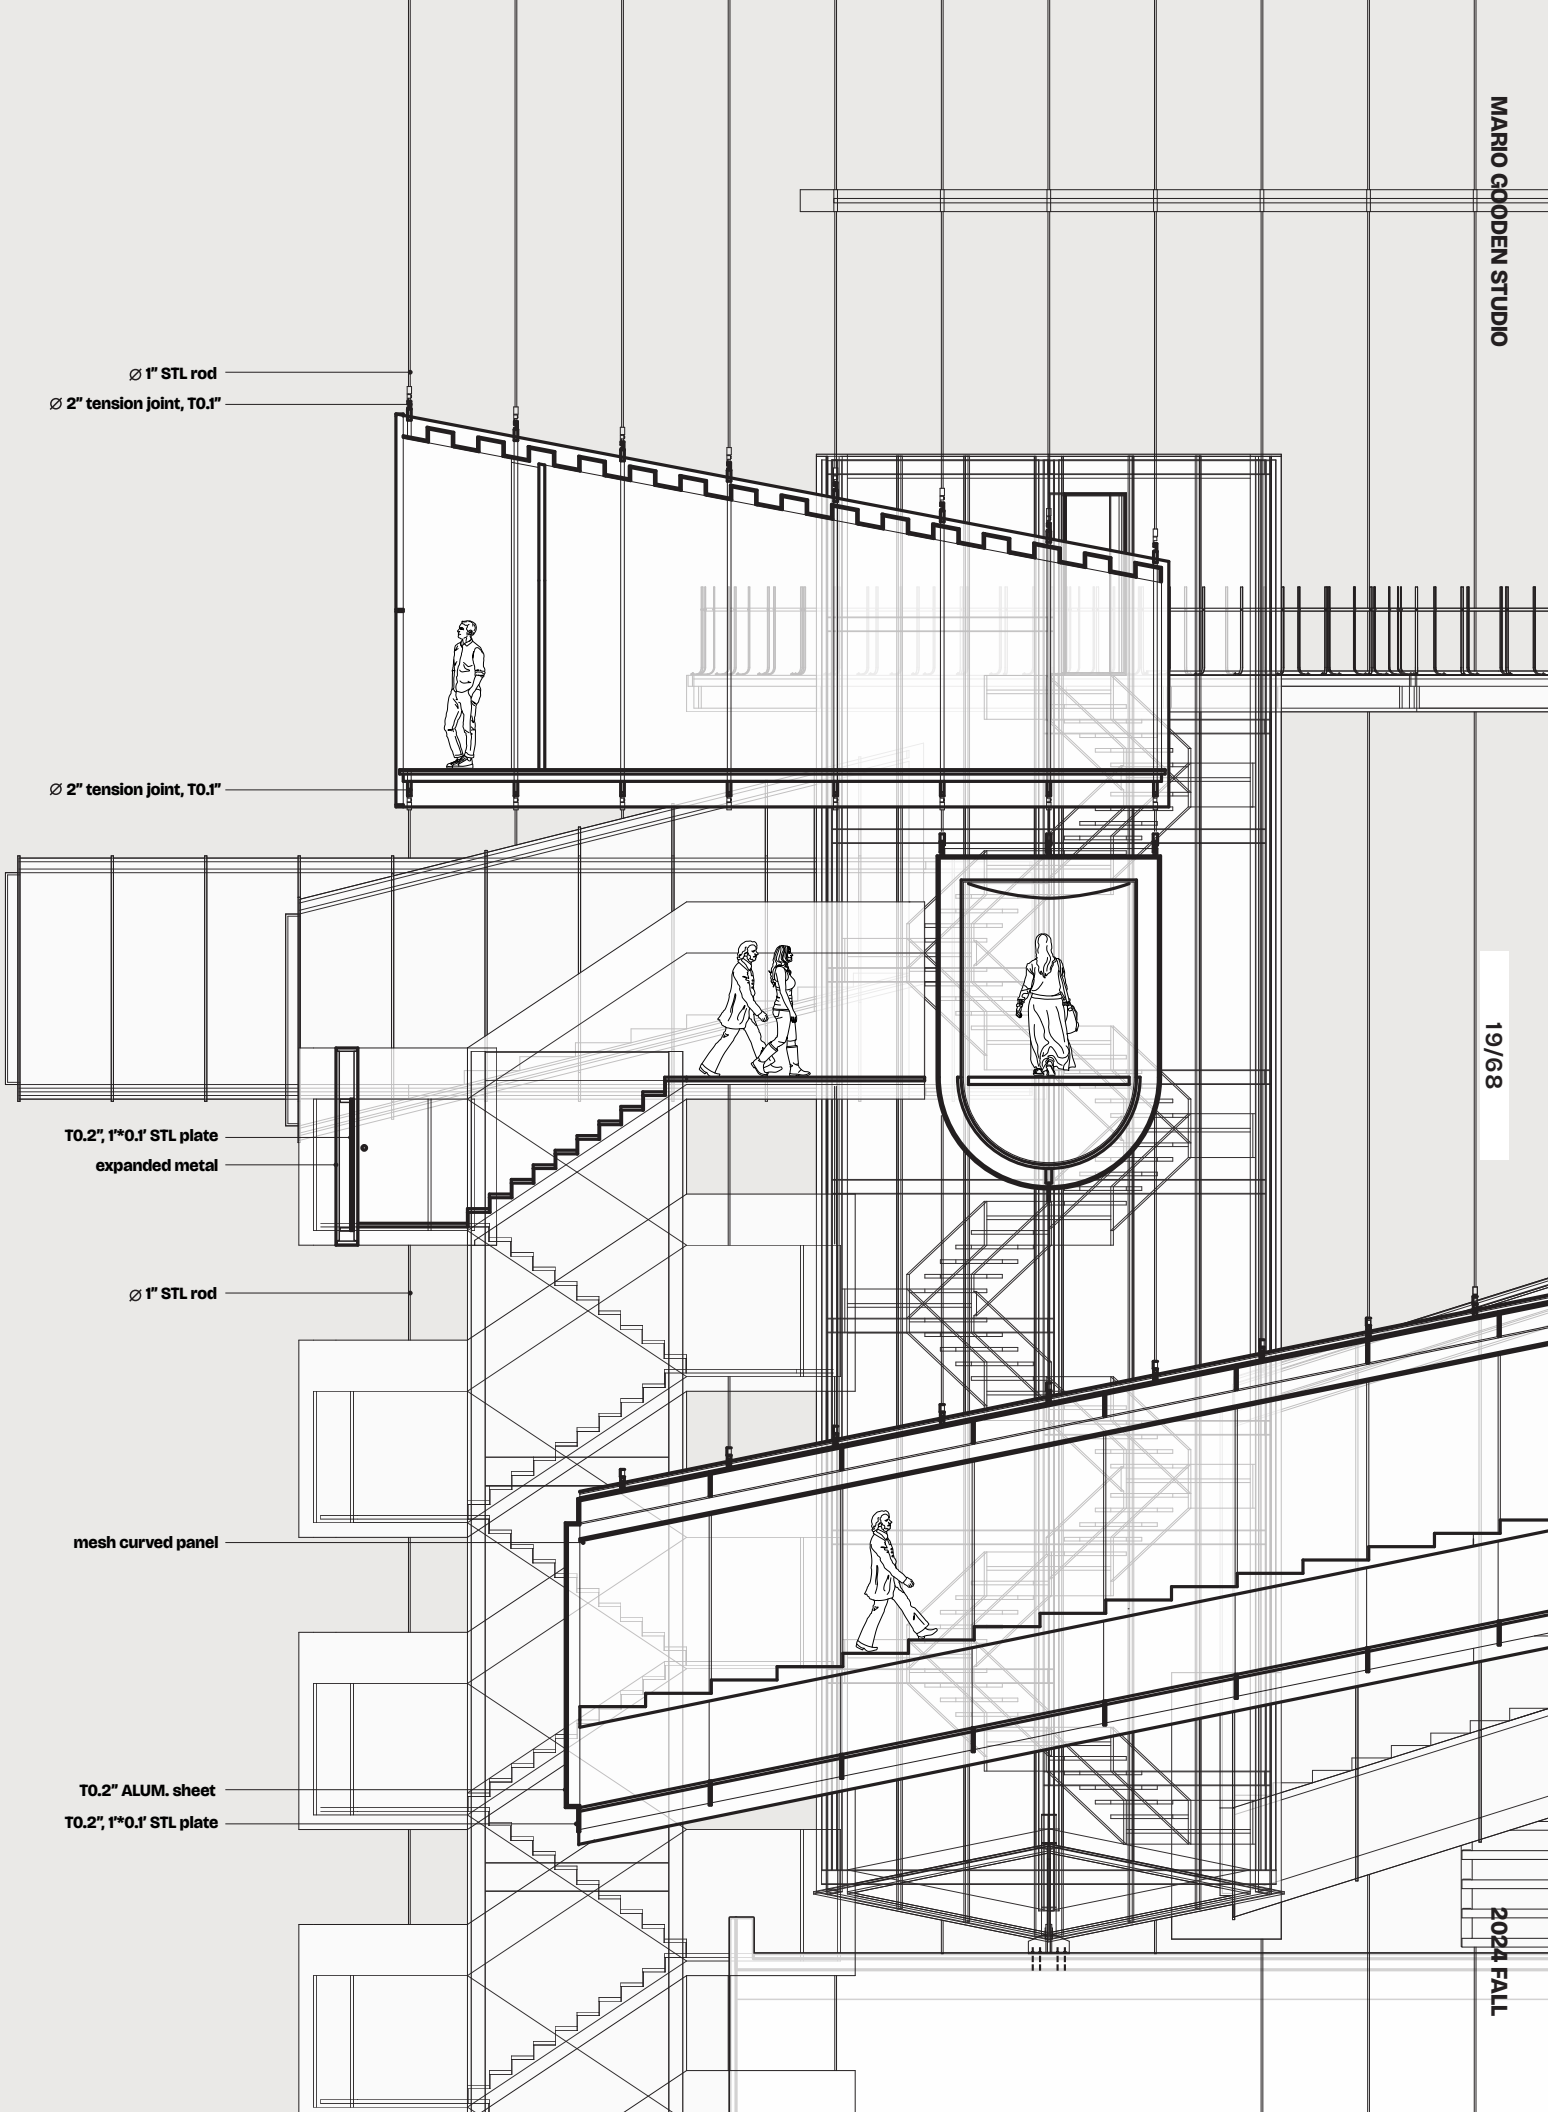 MARIO GOODEN STUDIO
Ø 1" STL rod
Ø 2" tension joint, T0.1"
Ø 2" tension joint, T0.1"
19/68
T0.2", 1'*0.1' STL plate
expanded metal
Ø 1" STL rod
mesh curved panel
T0.2" ALUM. sheet
T0.2", 1'*0.1' STL plate
2024 FALL